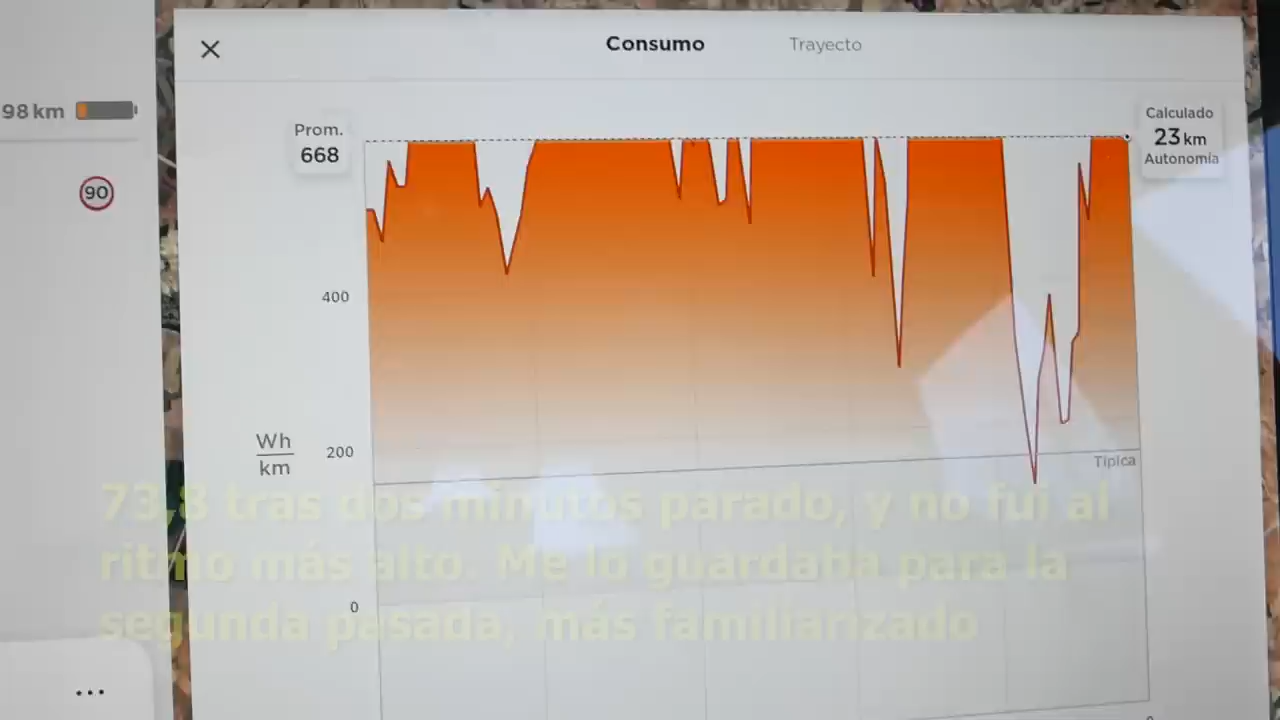 Consumo
Trayecto
98 km
Prom.
668
Calculado
23 km
Autonomía
90
400
Wh
km
200
Típica
73,8 tras dos minutos parado, y no fui al
ritmo más alto. Me lo guardaba para la
0
segunda pasada, más familiarizado